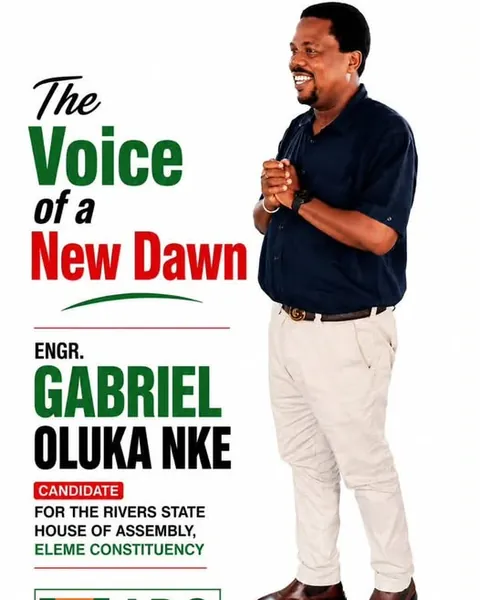 The
Voice
of a
New Dawn
ENGR.
GABRIEL
OLUKA NKE
CANDIDATE
FOR THE RIVERS STATE
HOUSE OF ASSEMBLY,
ELEME CONSTITUENCY